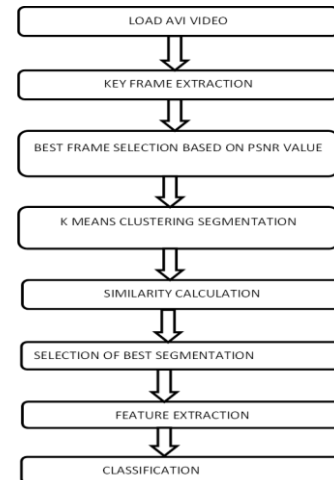 LOAD AVI VIDEO
KEY FRAME EXTRACTION
BEST FRAME SELECTION BASED ON PSNR VALUE
K MEANS CLUSTERING SEGMENTATION
SIMILARITY CALCULATION
SELECTION OF BEST SEGMENTATION
FEATURE EXTRACTION
CLASSIFICATION